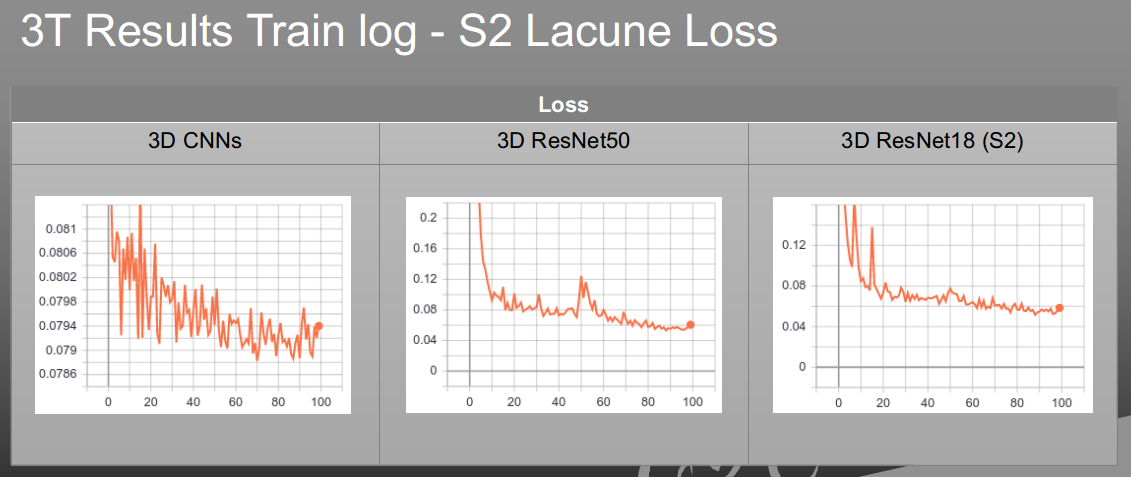 3T Results Train log - S2 Lacune Loss
Loss
3D CNNs
3D ResNet50
3D ResNet18 (S2)
0.081
0.0806
0.0802
0.0798
0.0794
0.079
0.0786
0 20 40 60 80 100
0.2
0.16
0.12
0.08
0.04
0
0 20 40 60 80 100
0.12
0.08
0.04
0
0 20 40 60 80 100